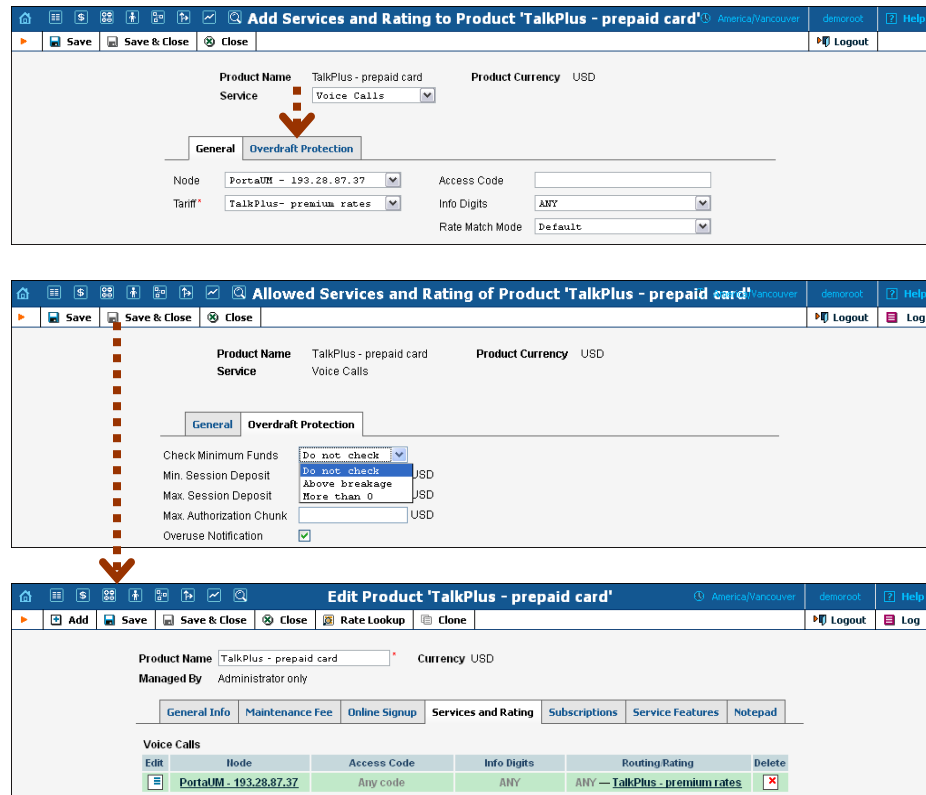 Add Services and Rating to Product 'TalkPlus - prepaid card' America/Vancouver demoroot ? Help
Save Save & Close Close Logout
Product Name TalkPlus - prepaid card Product Currency USD
Service Voice Calls
General Overdraft Protection
Node PortaUM - 193.28.87.37 Access Code
Tariff* TalkPlus- premium rates Info Digits ANY
Rate Match Mode Default
Allowed Services and Rating of Product 'TalkPlus - prepaid card' America/Vancouver demoroot ? Help
Save Save & Close Close Logout Log
Product Name TalkPlus - prepaid card Product Currency USD
Service Voice Calls
General Overdraft Protection
Check Minimum Funds Do not check
Min. Session Deposit Do not check USD
Above breakage
Max. Session Deposit More than 0 USD
Max. Authorization Chunk USD
Overuse Notification
Edit Product 'TalkPlus - prepaid card' America/Vancouver demoroot ? Help
Add Save Save & Close Close Rate Lookup Clone Logout Log
Product Name TalkPlus - prepaid card * Currency USD
Managed By Administrator only
General Info Maintenance Fee Online Signup Services and Rating Subscriptions Service Features Notepad
Voice Calls
Edit Node Access Code Info Digits Routing/Rating Delete
PortaUM - 193.28.87.37 Any code ANY ANY — TalkPlus - premium rates